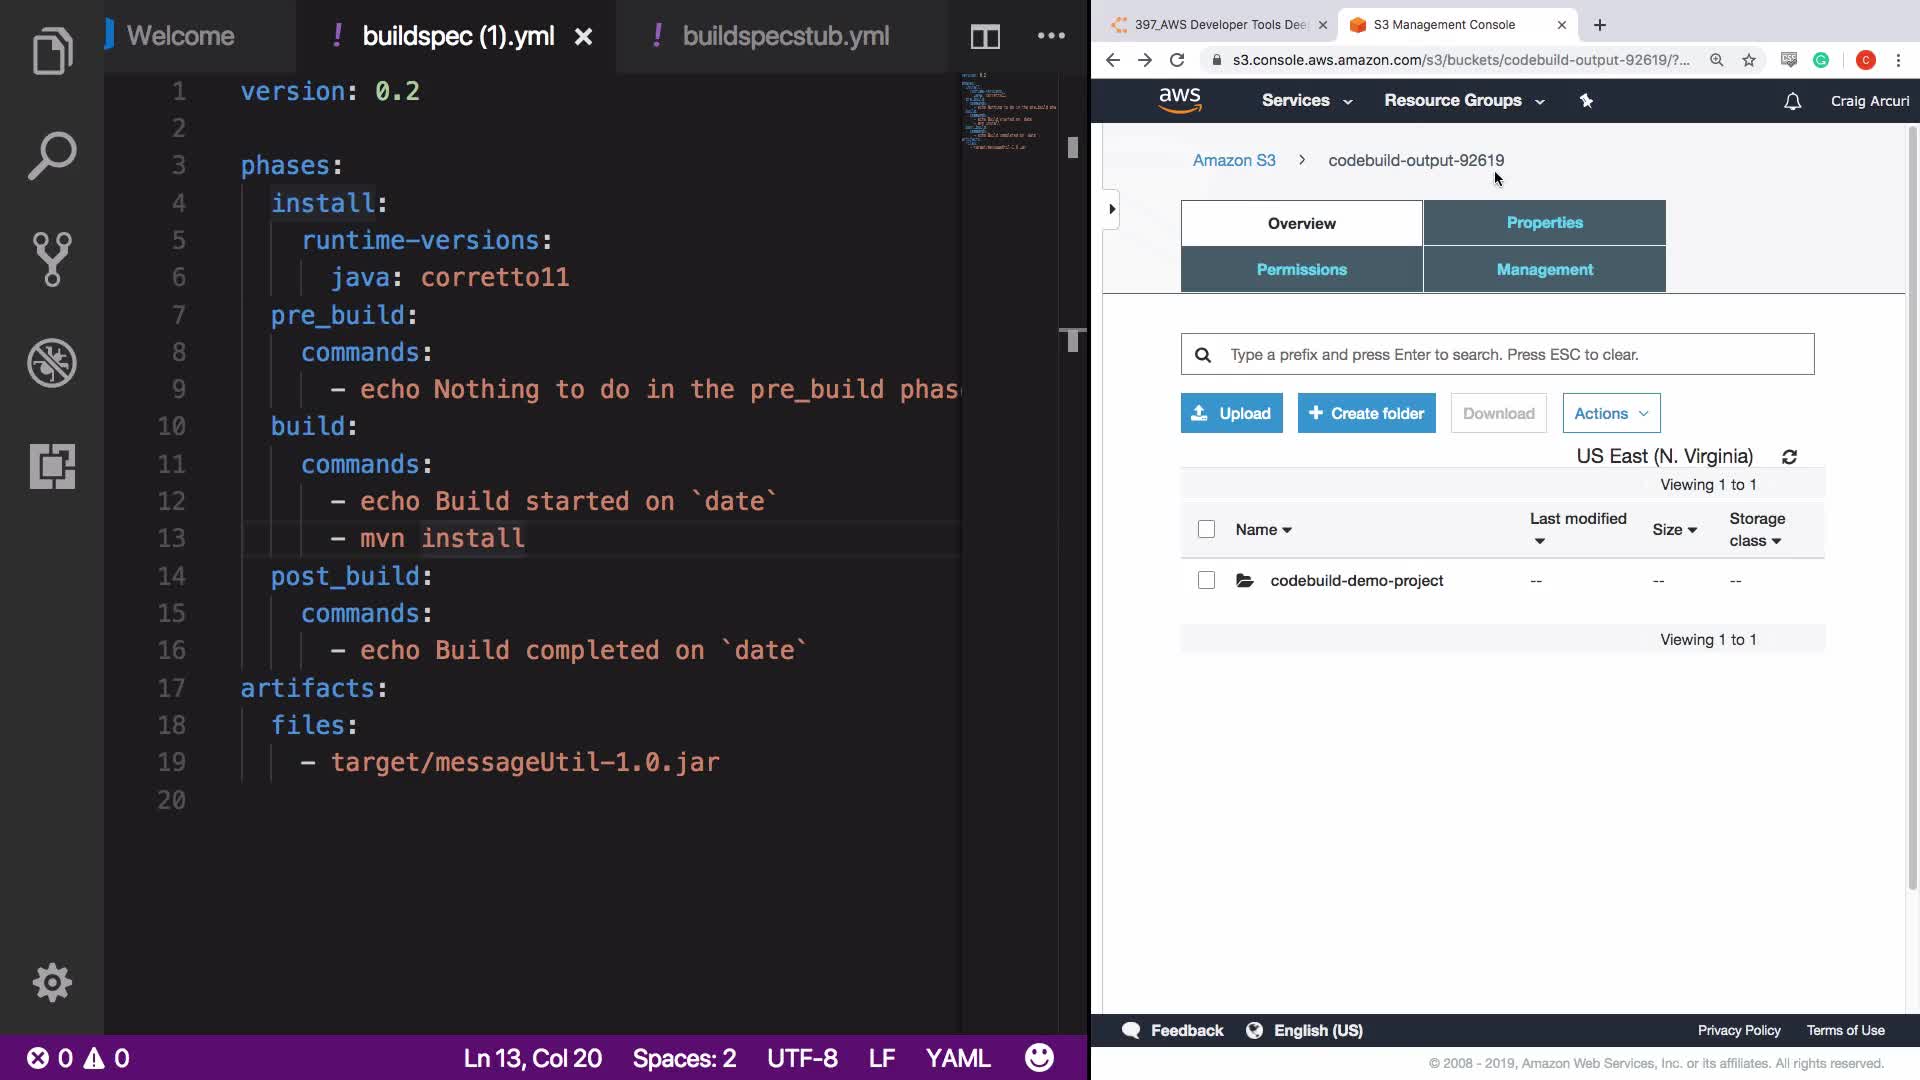 Welcome
! buildspec (1).yml
! buildspecstub.yml
1 version: 0.2
2
3 phases:
4 install:
5 runtime-versions:
6 java: corretto11
7 pre_build:
8 commands:
9 - echo Nothing to do in the pre_build phas
10 build:
11 commands:
12 - echo Build started on `date`
13 - mvn install
14 post_build:
15 commands:
16 - echo Build completed on `date`
17 artifacts:
18 files:
19 - target/messageUtil-1.0.jar
20
0 0
Ln 13, Col 20 Spaces: 2 UTF-8 LF YAML
397_AWS Developer Tools Dee
S3 Management Console
s3.console.aws.amazon.com/s3/buckets/codebuild-output-92619/?...
C
aws Services Resource Groups Craig Arcuri
Amazon S3 > codebuild-output-92619
Overview Properties
Permissions Management
Type a prefix and press Enter to search. Press ESC to clear.
Upload + Create folder Download Actions
US East (N. Virginia)
Viewing 1 to 1
Name Last modified Size Storage class
codebuild-demo-project -- -- --
Viewing 1 to 1
Feedback English (US) Privacy Policy Terms of Use
© 2008 - 2019, Amazon Web Services, Inc. or its affiliates. All rights reserved.